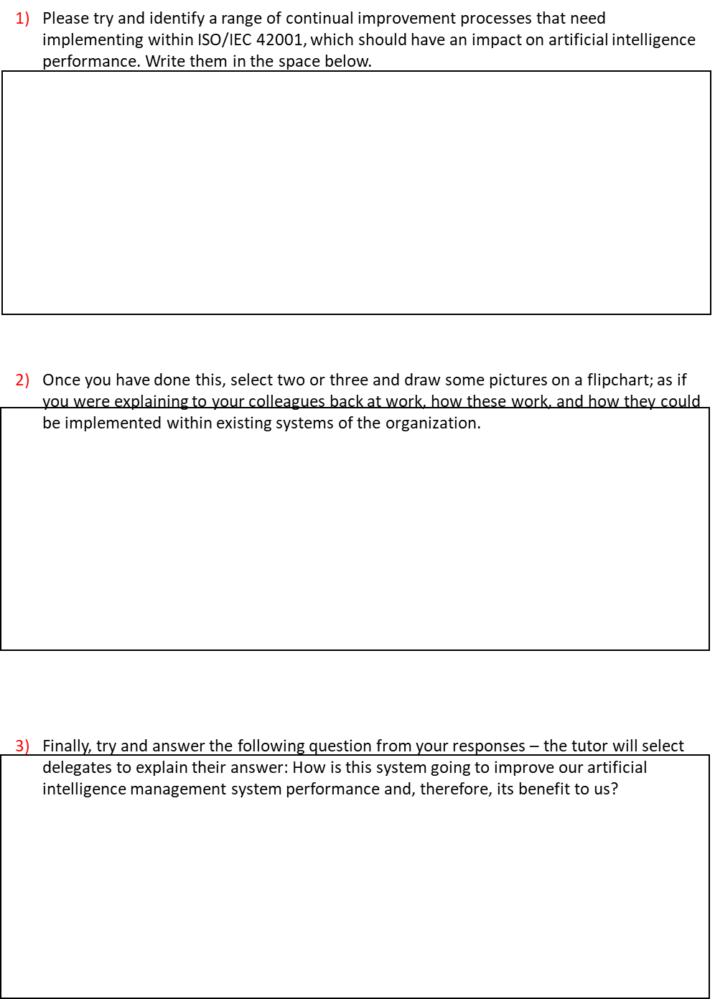 1) Please try and identify a range of continual improvement processes that need
implementing within ISO/IEC 42001, which should have an impact on artificial intelligence
performance. Write them in the space below.
2) Once you have done this, select two or three and draw some pictures on a flipchart; as if
you were explaining to your colleagues back at work, how these work, and how they could
be implemented within existing systems of the organization.
3) Finally, try and answer the following question from your responses – the tutor will select
delegates to explain their answer: How is this system going to improve our artificial
intelligence management system performance and, therefore, its benefit to us?